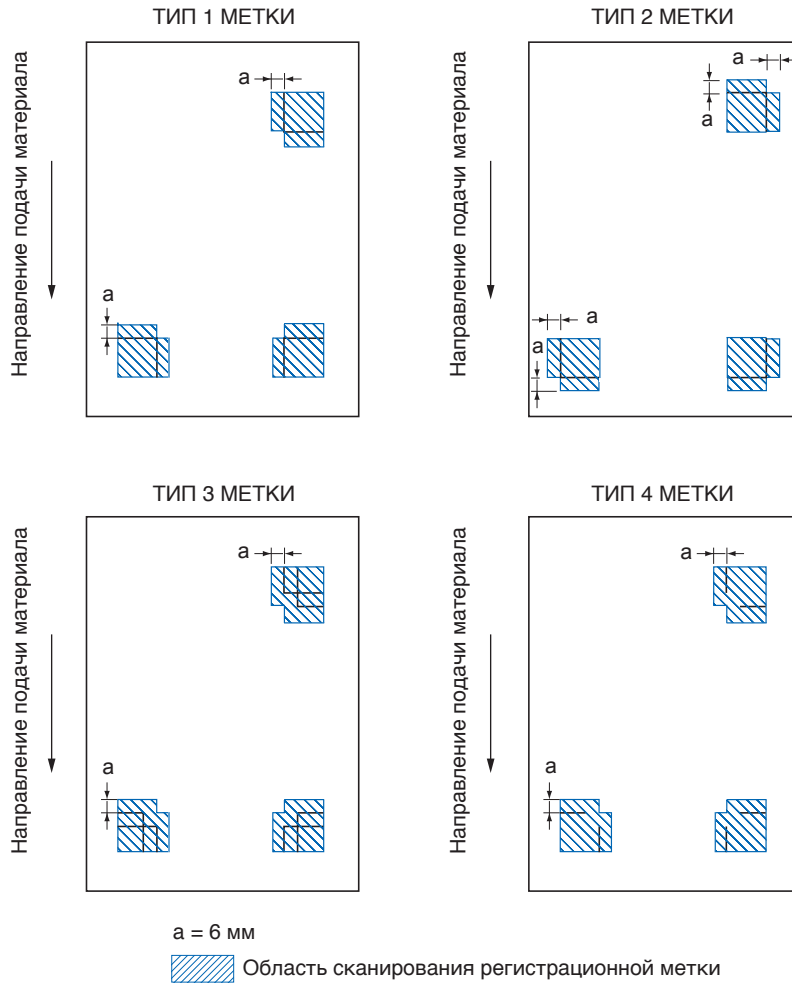 ТИП 1 МЕТКИ
Направление подачи материала
a
a
ТИП 2 МЕТКИ
Направление подачи материала
a
a
a
a
ТИП 3 МЕТКИ
Направление подачи материала
a
a
ТИП 4 МЕТКИ
Направление подачи материала
a
a
a = 6 мм
Область сканирования регистрационной метки